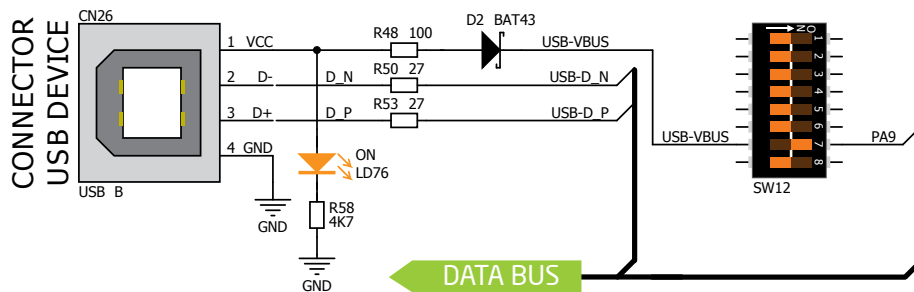 CONNECTOR
USB DEVICE
CN26
1 VCC
2 D-
3 D+
4 GND
USB B
D_N
D_P
R48 100
R50 27
R53 27
D2 BAT43
USB-VBUS
USB-D_N
USB-D_P
ON
LD76
R58
4K7
GND
GND
USB-VBUS
ON
1
2
3
4
5
6
7
8
SW12
PA9
DATA BUS